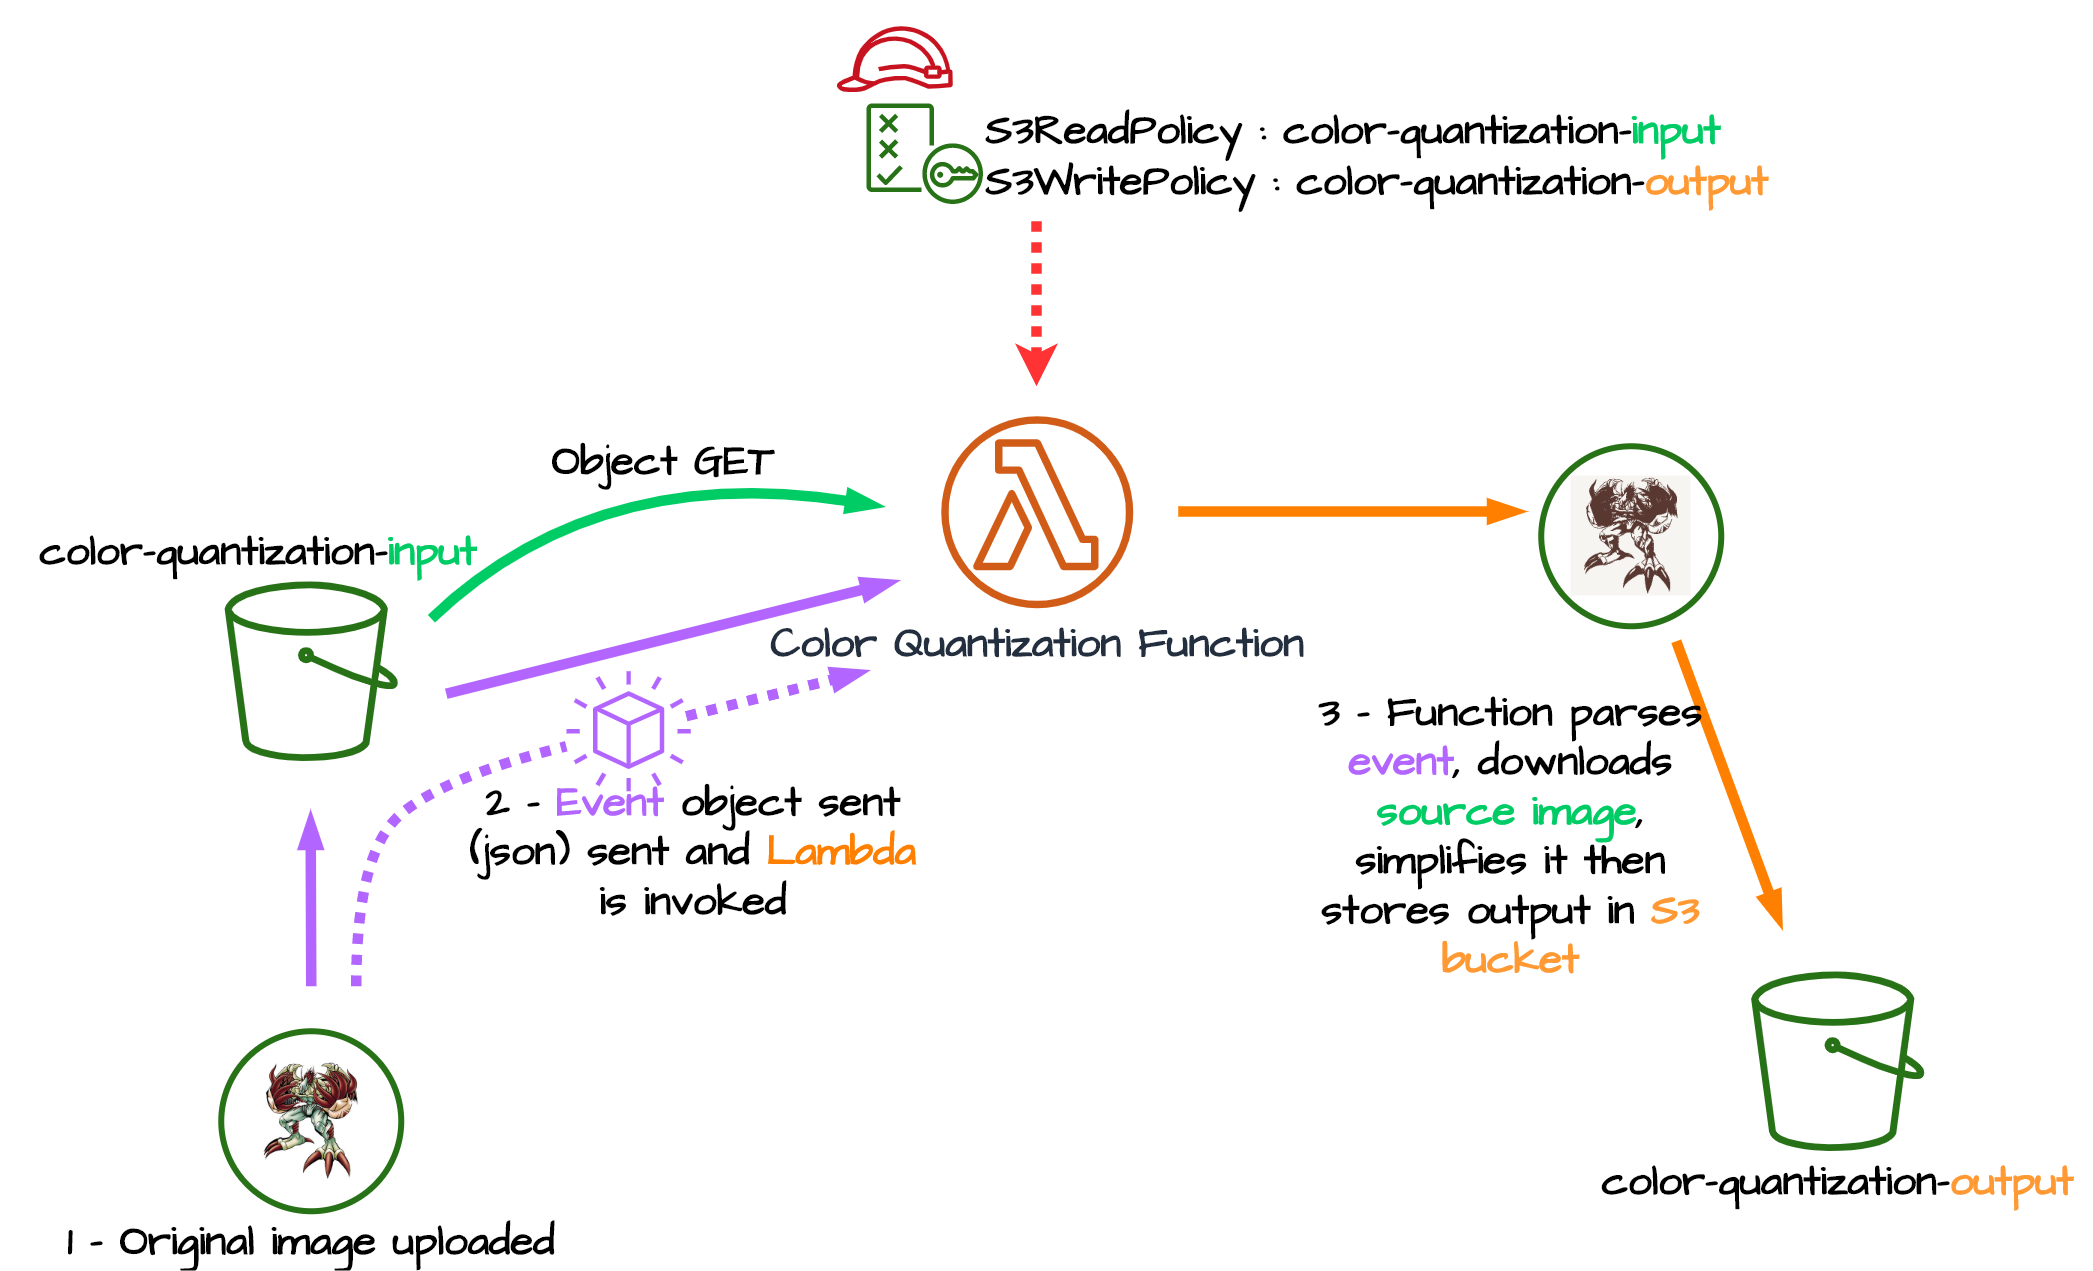 S3ReadPolicy : color-quantization-input
S3WritePolicy : color-quantization-output
Object GET
color-quantization-input
Color Quantization Function
2 - Event object sent
(json) sent and Lambda
is invoked
3 - Function parses
event, downloads
source image,
simplifies it then
stores output in S3
bucket
color-quantization-output
1 - Original image uploaded